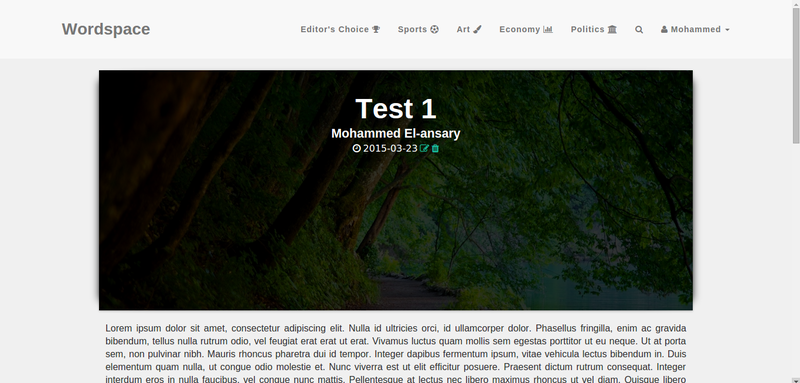 Wordspace
Editor's Choice Sports Art Economy Politics Mohammed
Test 1
Mohammed El-ansary
2015-03-23
Lorem ipsum dolor sit amet, consectetur adipiscing elit. Nulla id ultricies orci, id ullamcorper dolor. Phasellus fringilla, enim ac gravida
bibendum, tellus nulla rutrum odio, vel feugiat erat erat ut erat. Vivamus luctus quam mollis sem egestas porttitor ut eu neque. Ut at porta
sem, non pulvinar nibh. Mauris rhoncus pharetra dui id tempor. Integer dapibus fermentum ipsum, vitae vehicula lectus bibendum in. Duis
elementum quam nulla, ut congue odio molestie et. Nunc viverra est ut elit efficitur posuere. Praesent dictum rutrum consequat. Integer
interdum eros in nulla faucibus, vel congue nunc mattis. Pellentesque at lectus nec libero maximus rhoncus ut vel diam. Quisque libero